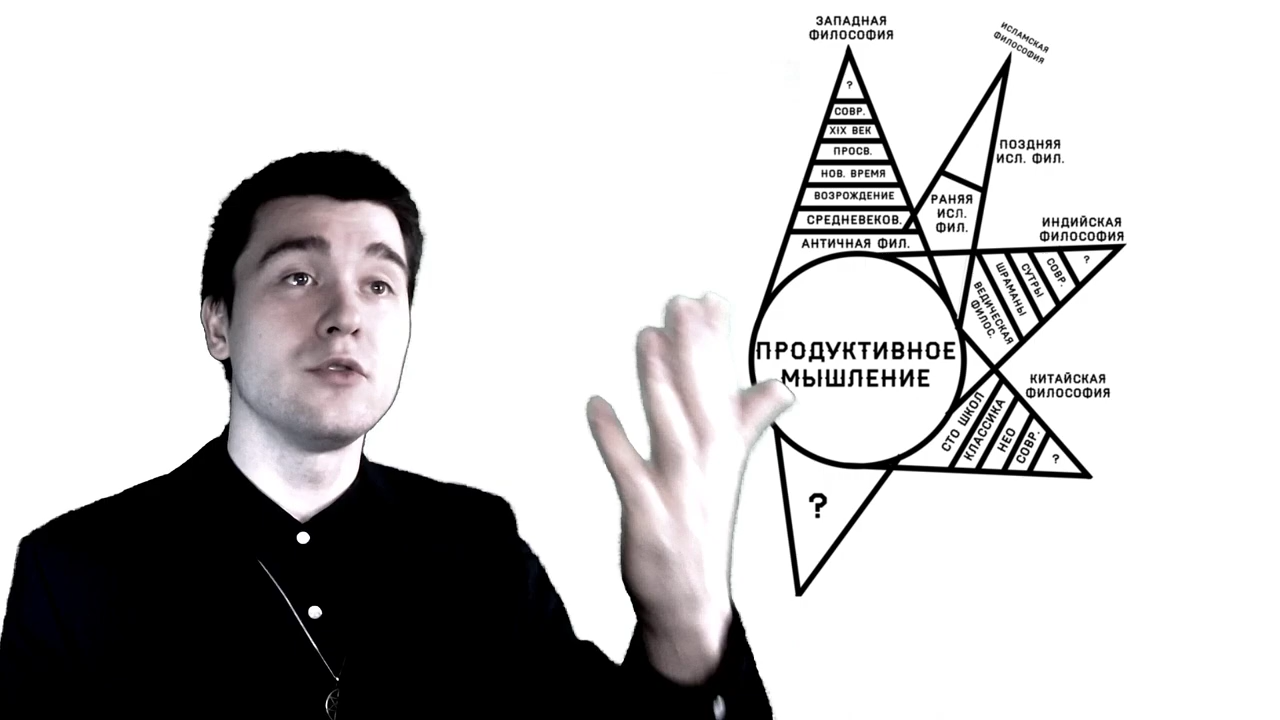 ЗАПАДНАЯ
ФИЛОСОФИЯ
?
СОВР.
XIX ВЕК
ПРОСВ.
НОВ. ВРЕМЯ
ВОЗРОЖДЕНИЕ
СРЕДНЕВЕКОВ.
АНТИЧНАЯ ФИЛ.
ИСЛАМСКАЯ
ФИЛОСОФИЯ
ПОЗДНЯЯ
ИСЛ. ФИЛ.
РАНЯЯ
ИСЛ.
ФИЛ.
ИНДИЙСКАЯ
ФИЛОСОФИЯ
ВЕДИЧЕСКАЯ
ФИЛОС.
ШРАМАНЫ
СУТРЫ
СОВР.
?
ПРОДУКТИВНОЕ
МЫШЛЕНИЕ
КИТАЙСКАЯ
ФИЛОСОФИЯ
СТО ШКОЛ
КЛАССИКА
НЕО
СОВР.
?
?